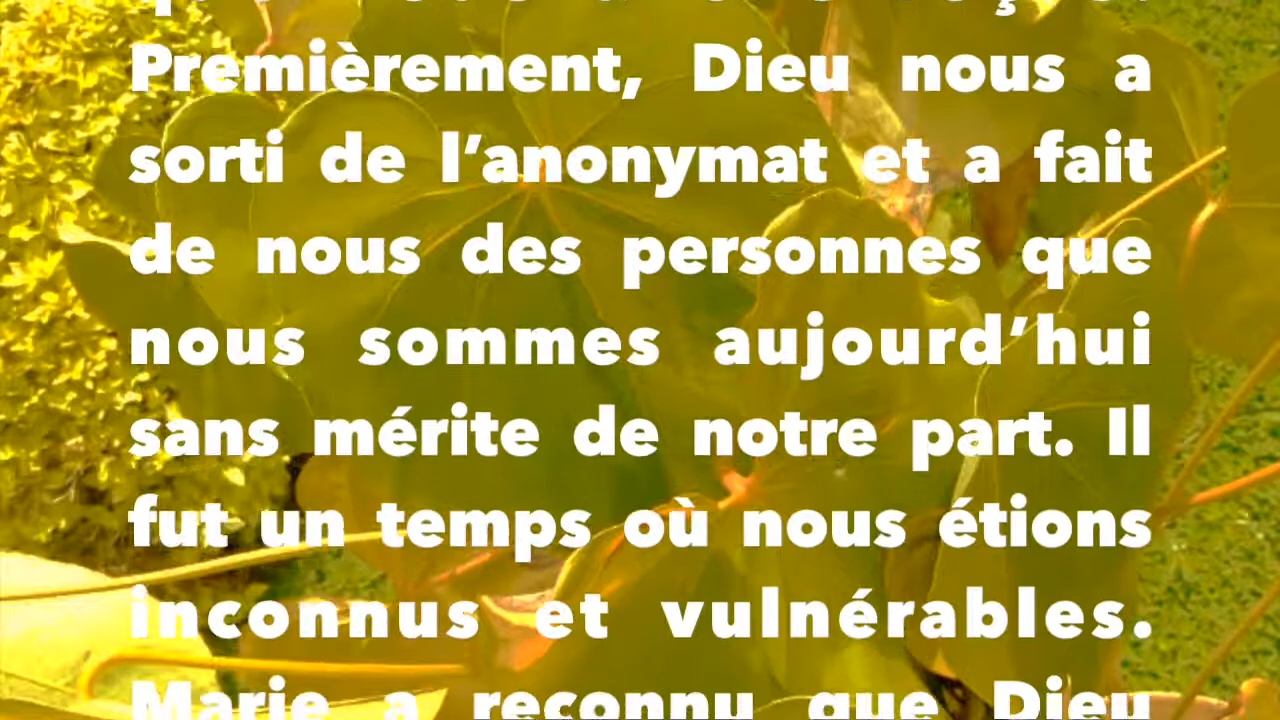 Premièrement, Dieu nous a
sorti de l’anonymat et a fait
de nous des personnes que
nous sommes aujourd’hui
sans mérite de notre part. Il
fut un temps où nous étions
inconnus et vulnérables.
Marie a reconnu que Dieu